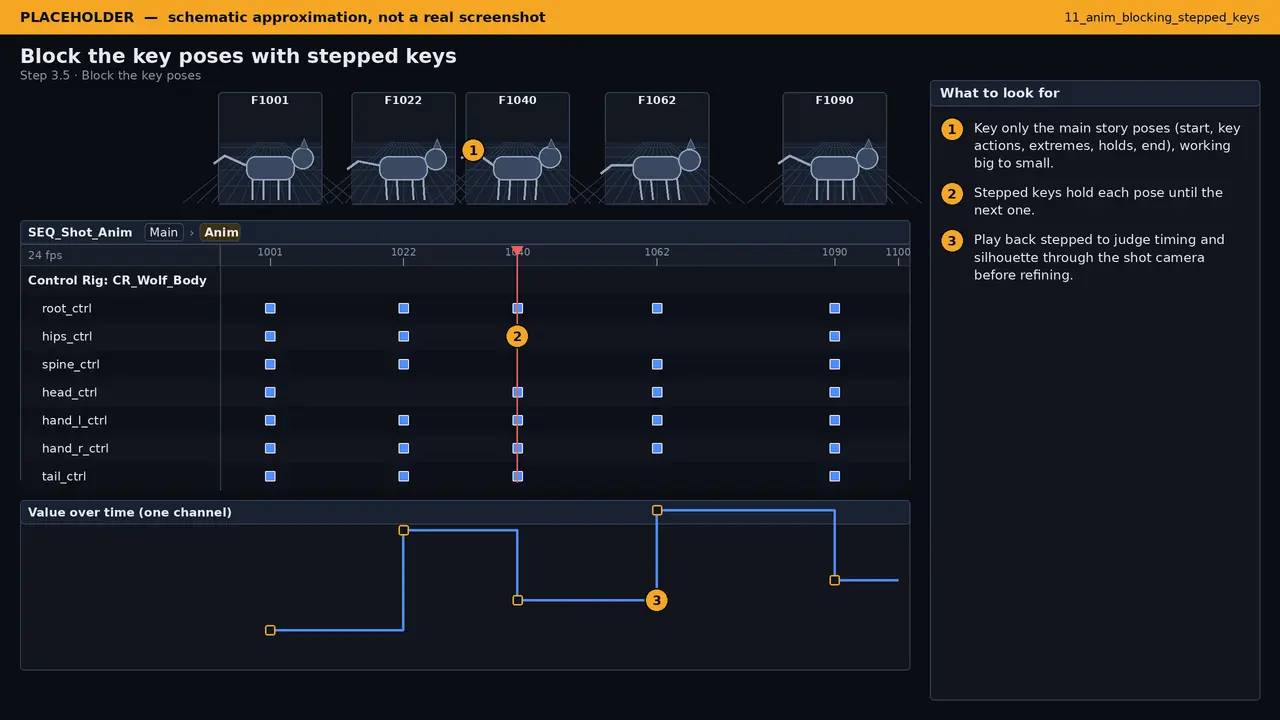 PLACEHOLDER — schematic approximation, not a real screenshot
11_anim_blocking_stepped_keys
Block the key poses with stepped keys
Step 3.5 · Block the key poses
F1001 F1022 F1040 F1062 F1090
1
SEQ_Shot_Anim Main › Anim
24 fps 1001 1022 1040 1062 1090 1100
Control Rig: CR_Wolf_Body
root_ctrl
hips_ctrl
2
spine_ctrl
head_ctrl
hand_l_ctrl
hand_r_ctrl
tail_ctrl
Value over time (one channel)
3
What to look for
1 Key only the main story poses (start, key
actions, extremes, holds, end), working
big to small.
2 Stepped keys hold each pose until the
next one.
3 Play back stepped to judge timing and
silhouette through the shot camera
before refining.